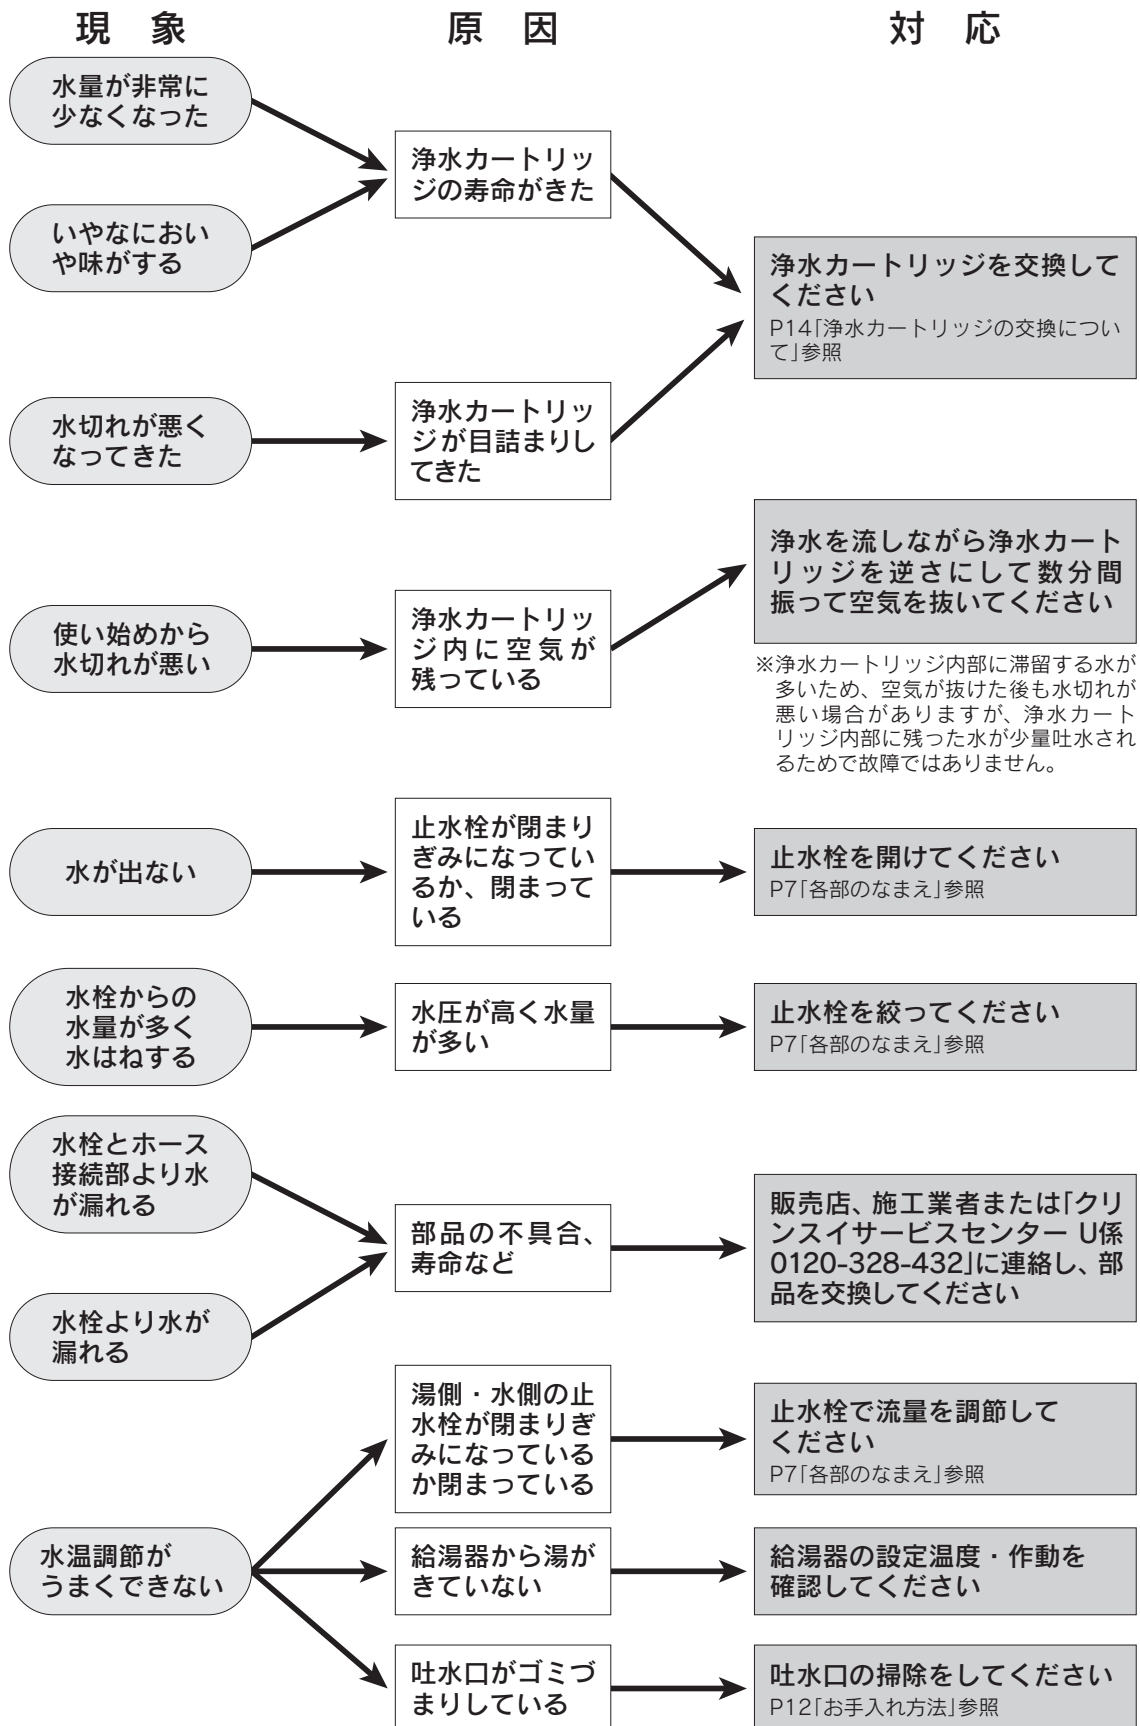 現 象
原 因
対 応
水量が非常に
少なくなった
いやなにおい
や味がする
浄水カートリッ
ジの寿命がきた
浄水カートリッジを交換して
ください
P14「浄水カートリッジの交換につい
て」参照
水切れが悪く
なってきた
浄水カートリッ
ジが目詰まりし
てきた
使い始めから
水切れが悪い
浄水カートリッ
ジ内に空気が
残っている
浄水を流しながら浄水カート
リッジを逆さにして数分間
振って空気を抜いてください
※浄水カートリッジ内部に滞留する水が
多いため、空気が抜けた後も水切れが
悪い場合がありますが、浄水カート
リッジ内部に残った水が少量吐水され
るためで故障ではありません。
水が出ない
止水栓が閉まり
ぎみになってい
るか、閉まって
いる
止水栓を開けてください
P7「各部のなまえ」参照
水栓からの
水量が多く
水はねする
水圧が高く水量
が多い
止水栓を絞ってください
P7「各部のなまえ」参照
水栓とホース
接続部より水
が漏れる
水栓より水が
漏れる
部品の不具合、
寿命など
販売店、施工業者または「クリ
ンスイサービスセンター U係
0120-328-432」に連絡し、部
品を交換してください
水温調節が
うまくできない
湯側・水側の止
水栓が閉まりぎ
みになっている
か閉まっている
止水栓で流量を調節して
ください
P7「各部のなまえ」参照
給湯器から湯が
きていない
給湯器の設定温度・作動を
確認してください
吐水口がゴミづ
まりしている
吐水口の掃除をしてください
P12「お手入れ方法」参照